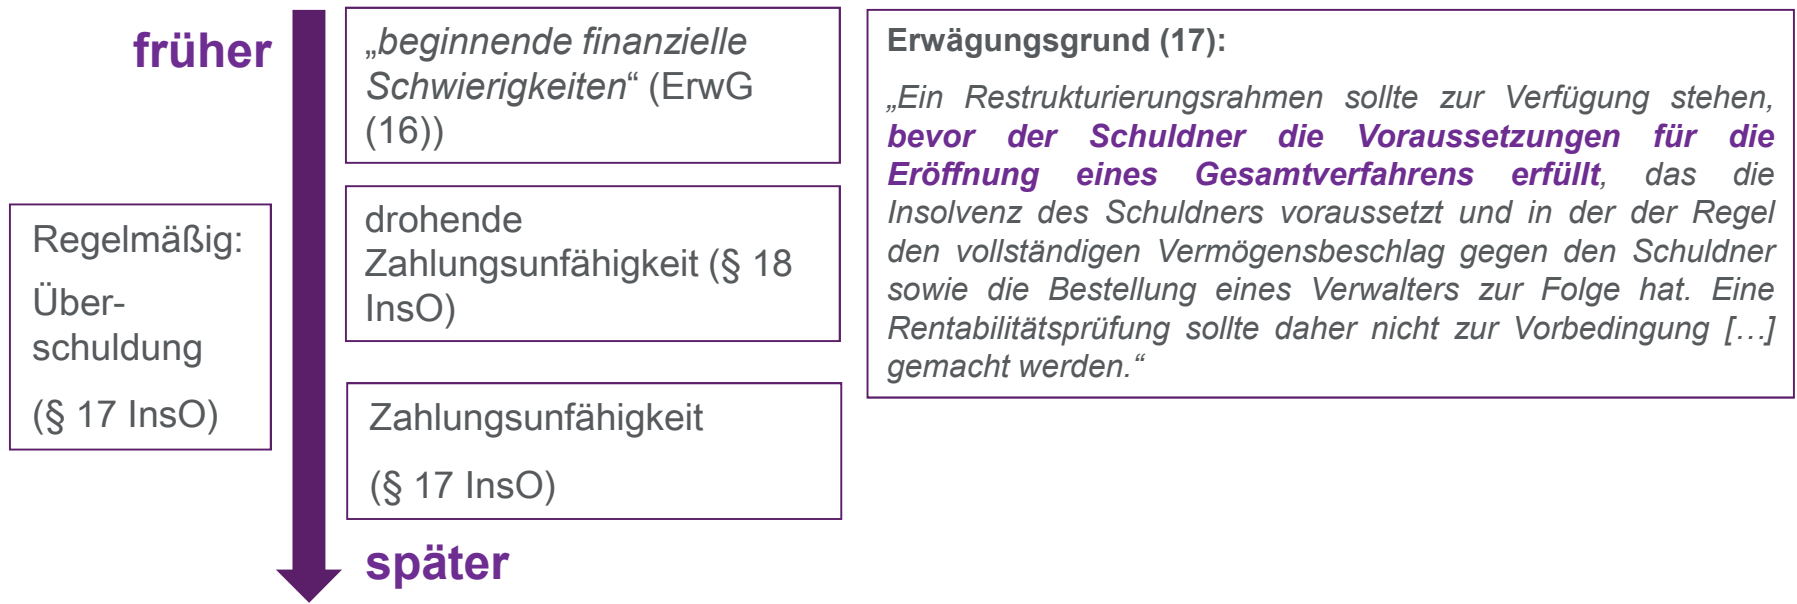 früher
„beginnende finanzielle
Schwierigkeiten“ (ErwG
(16))
Regelmäßig:
Über-
schuldung
(§ 17 InsO)
drohende
Zahlungsunfähigkeit (§ 18
InsO)
Zahlungsunfähigkeit
(§ 17 InsO)
später
Erwägungsgrund (17):
„Ein Restrukturierungsrahmen sollte zur Verfügung stehen,
bevor der Schuldner die Voraussetzungen für die
Eröffnung eines Gesamtverfahrens erfüllt, das die
Insolvenz des Schuldners voraussetzt und in der der Regel
den vollständigen Vermögensbeschlag gegen den Schuldner
sowie die Bestellung eines Verwalters zur Folge hat. Eine
Rentabilitätsprüfung sollte daher nicht zur Vorbedingung […]
gemacht werden.“